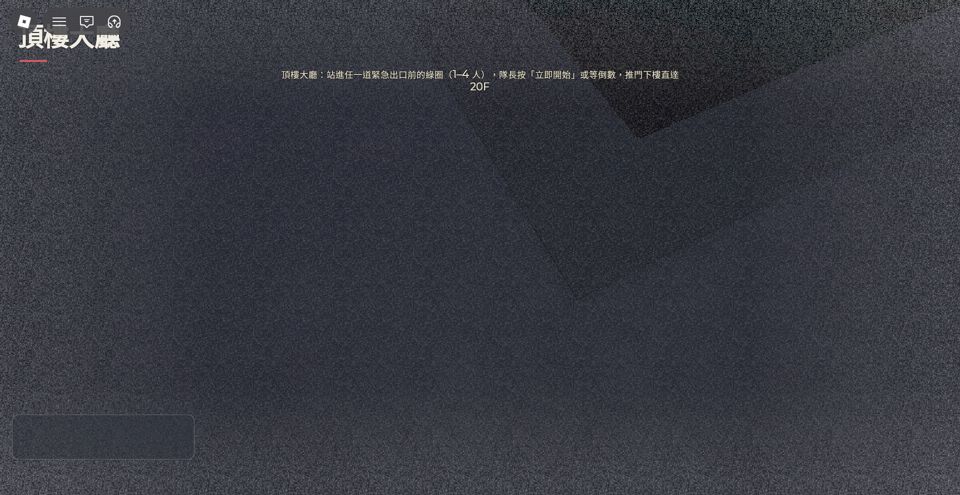 頂樓大廳
頂樓大廳：站進任一道緊急出口前的綠圈（1–4 人），隊長按「立即開始」或等倒數，推門下樓直達
20F